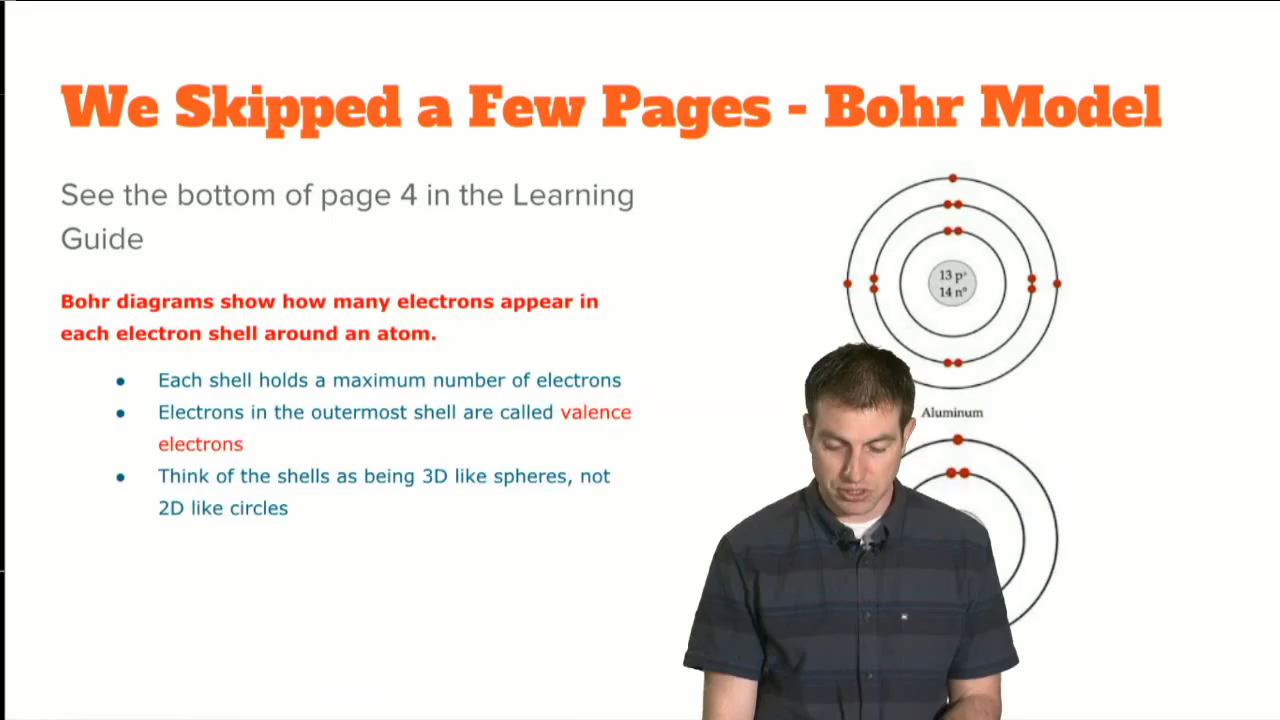 We Skipped a Few Pages - Bohr Model
See the bottom of page 4 in the Learning
Guide
Bohr diagrams show how many electrons appear in
each electron shell around an atom.
● Each shell holds a maximum number of electrons
● Electrons in the outermost shell are called valence
electrons
● Think of the shells as being 3D like spheres, not
2D like circles
13 p⁺
14 n⁰
Aluminum